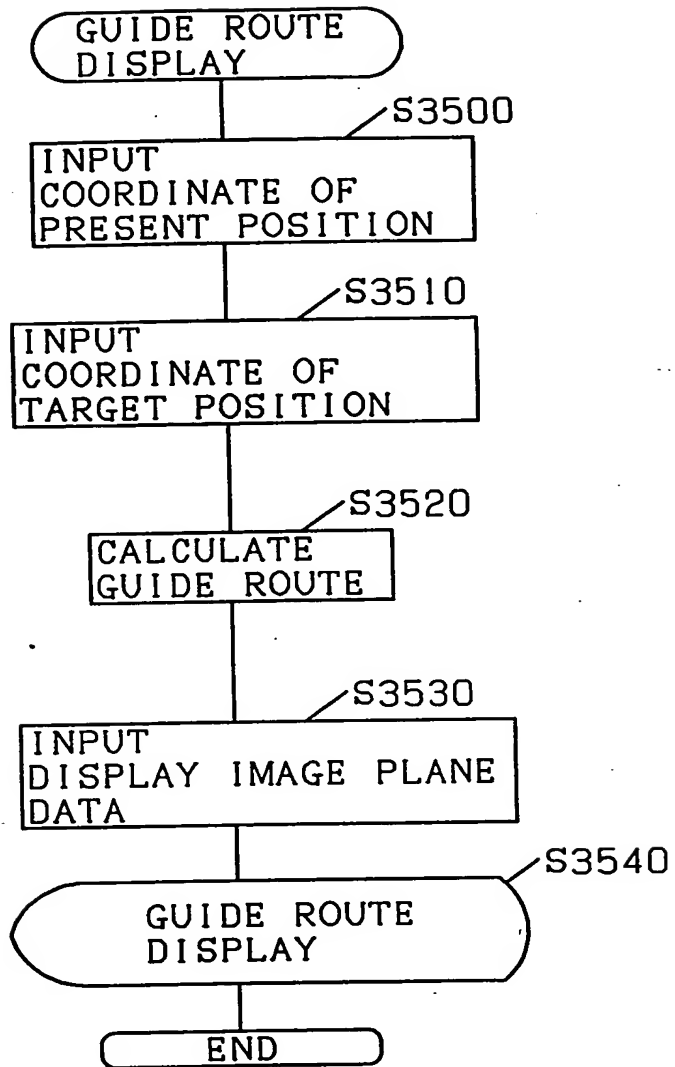 GUIDE ROUTE
DISPLAY
S3500
INPUT
COORDINATE OF
PRESENT POSITION
S3510
INPUT
COORDINATE OF
TARGET POSITION
S3520
CALCULATE
GUIDE ROUTE
S3530
INPUT
DISPLAY IMAGE PLANE
DATA
S3540
GUIDE ROUTE
DISPLAY
END